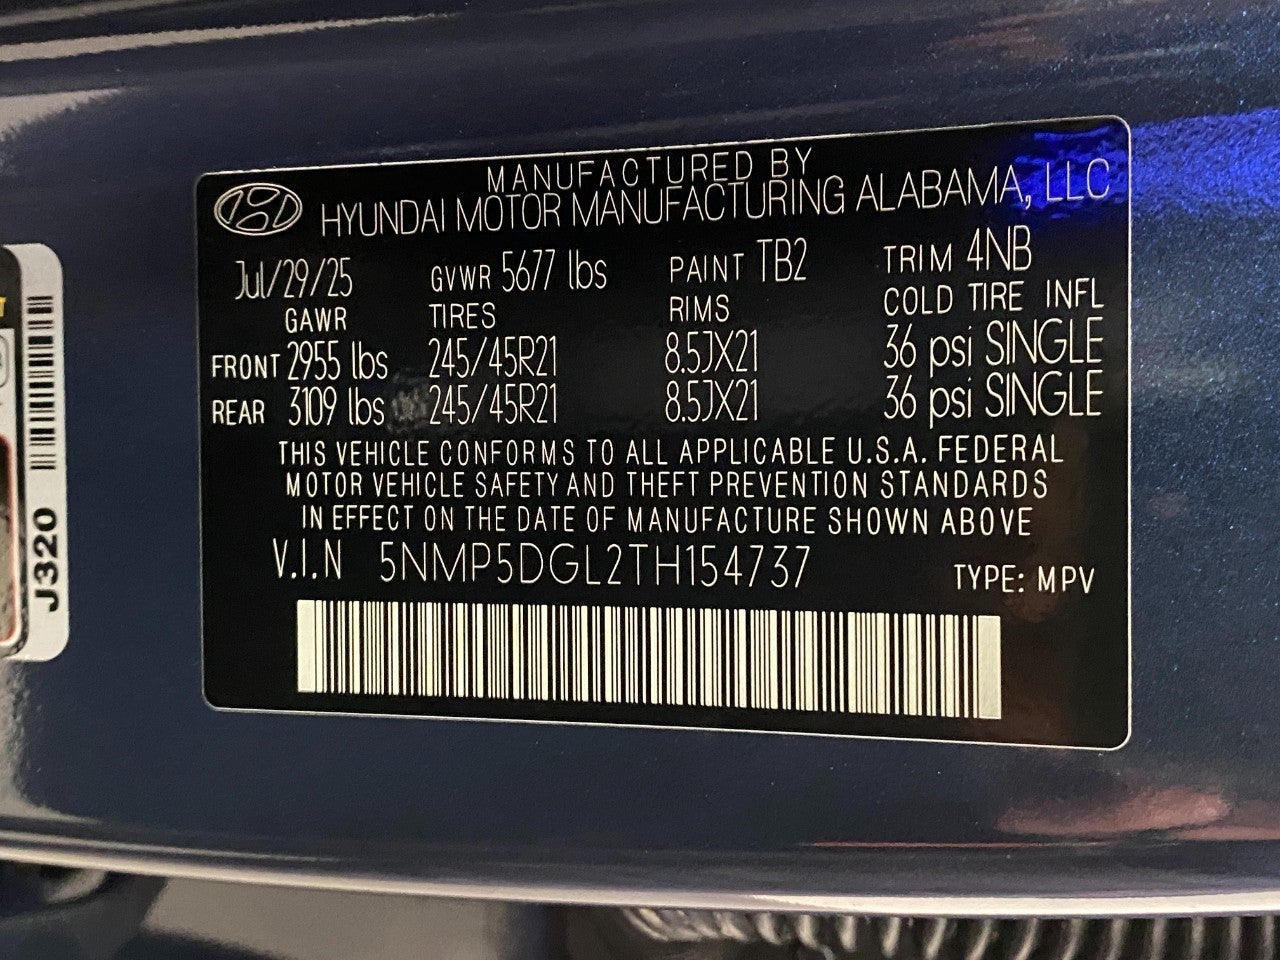 MANUFACTURED BY
HYUNDAI MOTOR MANUFACTURING ALABAMA, LLC
Jul/29/25 GVWR 5677 lbs PAINT TB2 TRIM 4NB
GAWR TIRES RIMS COLD TIRE INFL
FRONT 2955 lbs 245/45R21 8.5JX21 36 psi SINGLE
REAR 3109 lbs 245/45R21 8.5JX21 36 psi SINGLE
THIS VEHICLE CONFORMS TO ALL APPLICABLE U.S.A. FEDERAL
MOTOR VEHICLE SAFETY AND THEFT PREVENTION STANDARDS
IN EFFECT ON THE DATE OF MANUFACTURE SHOWN ABOVE
V.I.N 5NMP5DGL2TH154737 TYPE: MPV
J320